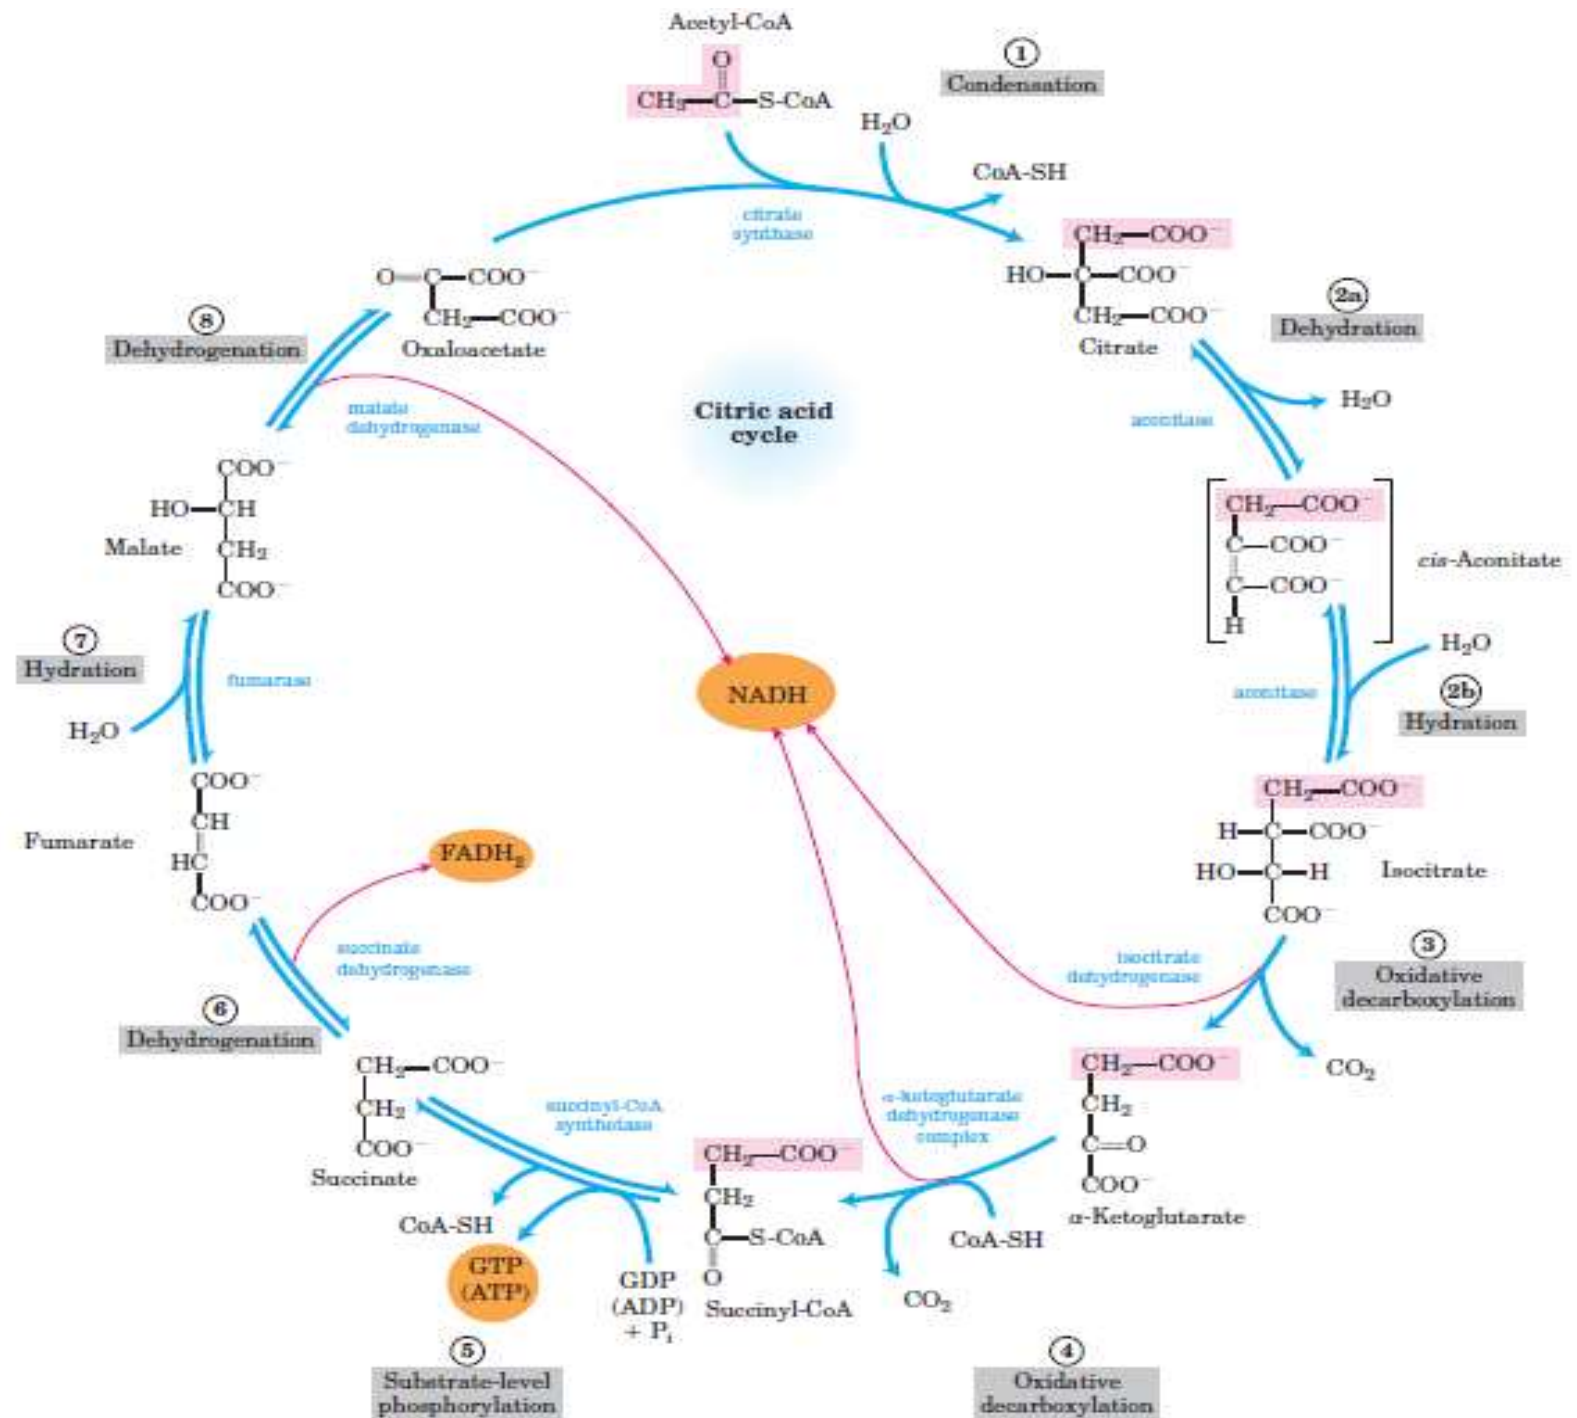 Acetyl-CoA
O
CH₃—C—S-CoA
①
Condensation
H₂O
CoA-SH
citrate
synthase
CH₂—COO⁻
HO—C—COO⁻
CH₂—COO⁻
Citrate
O=C—COO⁻
CH₂—COO⁻
Oxaloacetate
⑧
Dehydrogenation
malate
dehydrogenase
Citric acid
cycle
2a
Dehydration
H₂O
aconitase
CH₂—COO⁻
C—COO⁻
C—COO⁻
H
cis-Aconitate
COO⁻
HO—CH
CH₂
COO⁻
Malate
⑦
Hydration
fumarase
H₂O
NADH
H₂O
aconitase
2b
Hydration
CH₂—COO⁻
H—C—COO⁻
HO—C—H
COO⁻
Isocitrate
COO⁻
CH
HC
COO⁻
Fumarate
FADH₂
succinate
dehydrogenase
⑥
Dehydrogenation
isocitrate
dehydrogenase
③
Oxidative
decarboxylation
CO₂
CH₂—COO⁻
CH₂
C=O
COO⁻
α-Ketoglutarate
CH₂—COO⁻
CH₂
COO⁻
Succinate
succinyl-CoA
synthetase
α-ketoglutarate
dehydrogenase
complex
CH₂—COO⁻
CH₂
C—S-CoA
O
Succinyl-CoA
CoA-SH
CO₂
CoA-SH
GTP
(ATP)
GDP
(ADP)
+ Pᵢ
⑤
Substrate-level
phosphorylation
④
Oxidative
decarboxylation